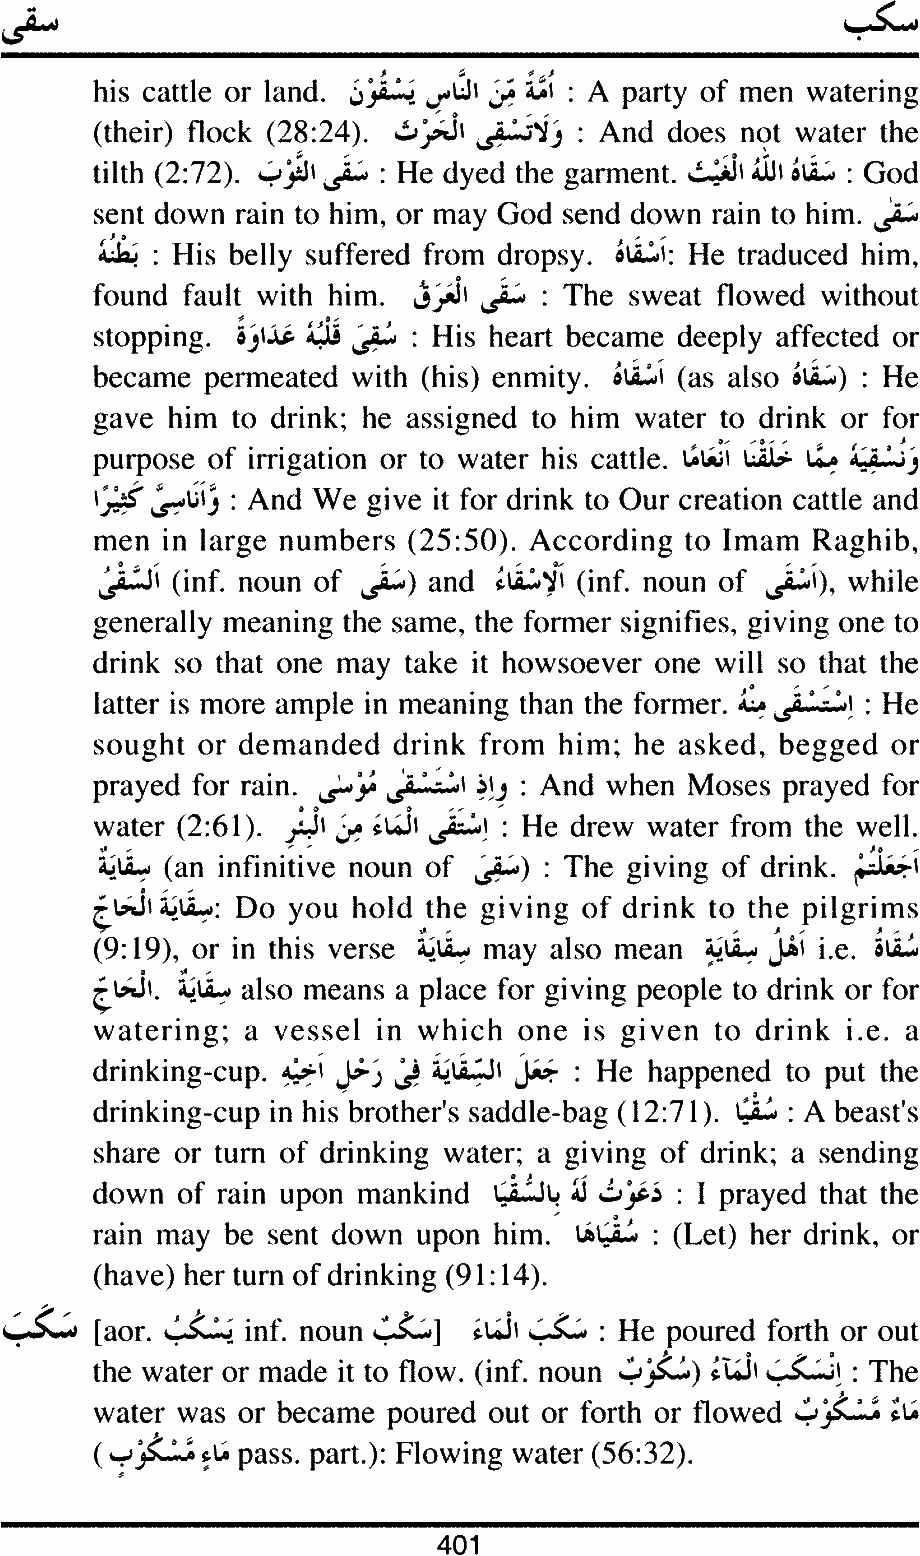 سقی سکب
his cattle or land. اُمَّةً مِّنَ النَّاسِ يَسْقُوْنَ : A party of men watering
(their) flock (28:24). وَلَاتَسْقِى الْحَرْثَ : And does not water the
tilth (2:72). سَقَى الثَّوْبَ : He dyed the garment. سَقَاهُ اللّٰهُ الْغَيْثَ : God
sent down rain to him, or may God send down rain to him. سَقٰى
بَطْنُهُ : His belly suffered from dropsy. اَسْقَاهُ: He traduced him,
found fault with him. سَقَى الْعَرَقُ : The sweat flowed without
stopping. سُقِىَ قَلْبُهُ عَدَاوَةً : His heart became deeply affected or
became permeated with (his) enmity. اَسْقَاهُ (as also سَقَاهُ) : He
gave him to drink; he assigned to him water to drink or for
purpose of irrigation or to water his cattle. وَنُسْقِيَهُ مِمَّا خَلَقْنَا اَنْعَامًا
وَّاَنَاسِىَّ كَثِيْرًا : And We give it for drink to Our creation cattle and
men in large numbers (25:50). According to Imam Raghib,
اَلسَّقْىُ (inf. noun of سَقَى) and اَلْاِسْقَاءُ (inf. noun of اَسْقَى), while
generally meaning the same, the former signifies, giving one to
drink so that one may take it howsoever one will so that the
latter is more ample in meaning than the former. اِسْتَسْقَى مِنْهُ : He
sought or demanded drink from him; he asked, begged or
prayed for rain. وَاِذِ اسْتَسْقٰى مُوْسٰى : And when Moses prayed for
water (2:61). اِسْتَقَى الْمَاءَ مِنَ الْبِئْرِ : He drew water from the well.
سِقَايَةٌ (an infinitive noun of سَقِىَ) : The giving of drink. اَجَعَلْتُمْ
سِقَايَةَ الْحَاجِّ: Do you hold the giving of drink to the pilgrims
(9:19), or in this verse سِقَايَةٌ may also mean اَهْلُ سِقَايَةٍ i.e. سُقَاةُ
الْحَاجِّ. سِقَايَةٌ also means a place for giving people to drink or for
watering; a vessel in which one is given to drink i.e. a
drinking-cup. جَعَلَ السِّقَايَةَ فِىْ رَحْلِ اَخِيْهِ : He happened to put the
drinking-cup in his brother's saddle-bag (12:71). سُقْيًا : A beast's
share or turn of drinking water; a giving of drink; a sending
down of rain upon mankind دَعَوْتُ لَهُ بِالسُّقْيَا : I prayed that the
rain may be sent down upon him. سُقْيَاهَا : (Let) her drink, or
(have) her turn of drinking (91:14).
سَكَبَ [aor. يَسْكُبُ inf. noun سَكْبٌ] سَكَبَ الْمَاءَ : He poured forth or out
the water or made it to flow. (inf. noun سُكُوْبٌ) اِنْسَكَبَ الْمَآءُ : The
water was or became poured out or forth or flowed مَاءٌ مَّسْكُوْبٌ
( مَاءٍ مَّسْكُوْبٍ pass. part.): Flowing water (56:32).
401